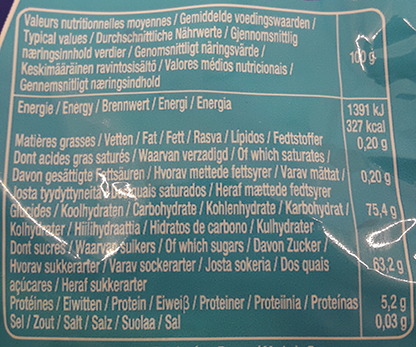 Valeurs nutritionnelles moyennes / Gemiddelde voedingswaarden /
Typical values / Durchschnittliche Nährwerte / Gjennomsnittlig
næringsinnhold verdier / Genomsnittligt näringsvärde / 100 g
Keskimääräinen ravintosisältö / Valores médios nutricionais /
Gennemsnitligt næringsindhold
Energie / Energy / Brennwert / Energi / Energia 1391 kJ
327 kcal
Matières grasses / Vetten / Fat / Fett / Rasva / Lípidos / Fedtstoffer 0,20 g
Dont acides gras saturés / Waarvan verzadigd / Of which saturates /
Davon gesättigte / Hvorav mettede fettsyrer / Varav mättat / 0,20 g
Josta tyydyttyneitä / saturados / Heraf mættede fedtsyrer
Glucides / Koolhydraten / Carbohydrate / Kohlenhydrate / Karbohydrat / 75,4 g
Kolhydrater / Hiilihydraattia / Hidratos de carbono / Kulhydrater
Dont sucres / Waarvan suikers / Of which sugars / Davon Zucker /
Hvorav sukkerarter / Varav sockerarter / Josta sokeria / Dos quais 63,2 g
açúcares / Heraf sukkerarter
Protéines / Eiwitten / Protein / Eiweiß / Proteiner / Proteiinia / Proteínas 5,2 g
Sel / Zout / Salt / Salz / Suolaa / Sal 0,03 g